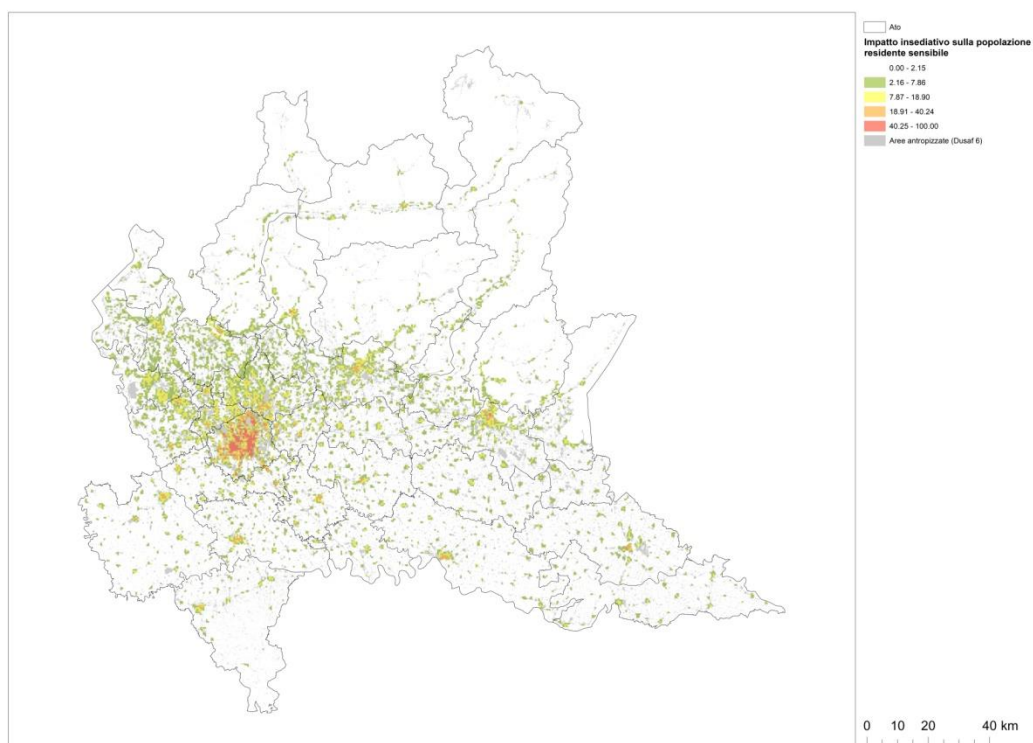 Ato
Impatto insediativo sulla popolazione
residente sensibile
0.00 - 2.15
2.16 - 7.86
7.87 - 18.90
18.91 - 40.24
40.25 - 100.00
Aree antropizzate (Dusaf 6)
0 10 20 40 km